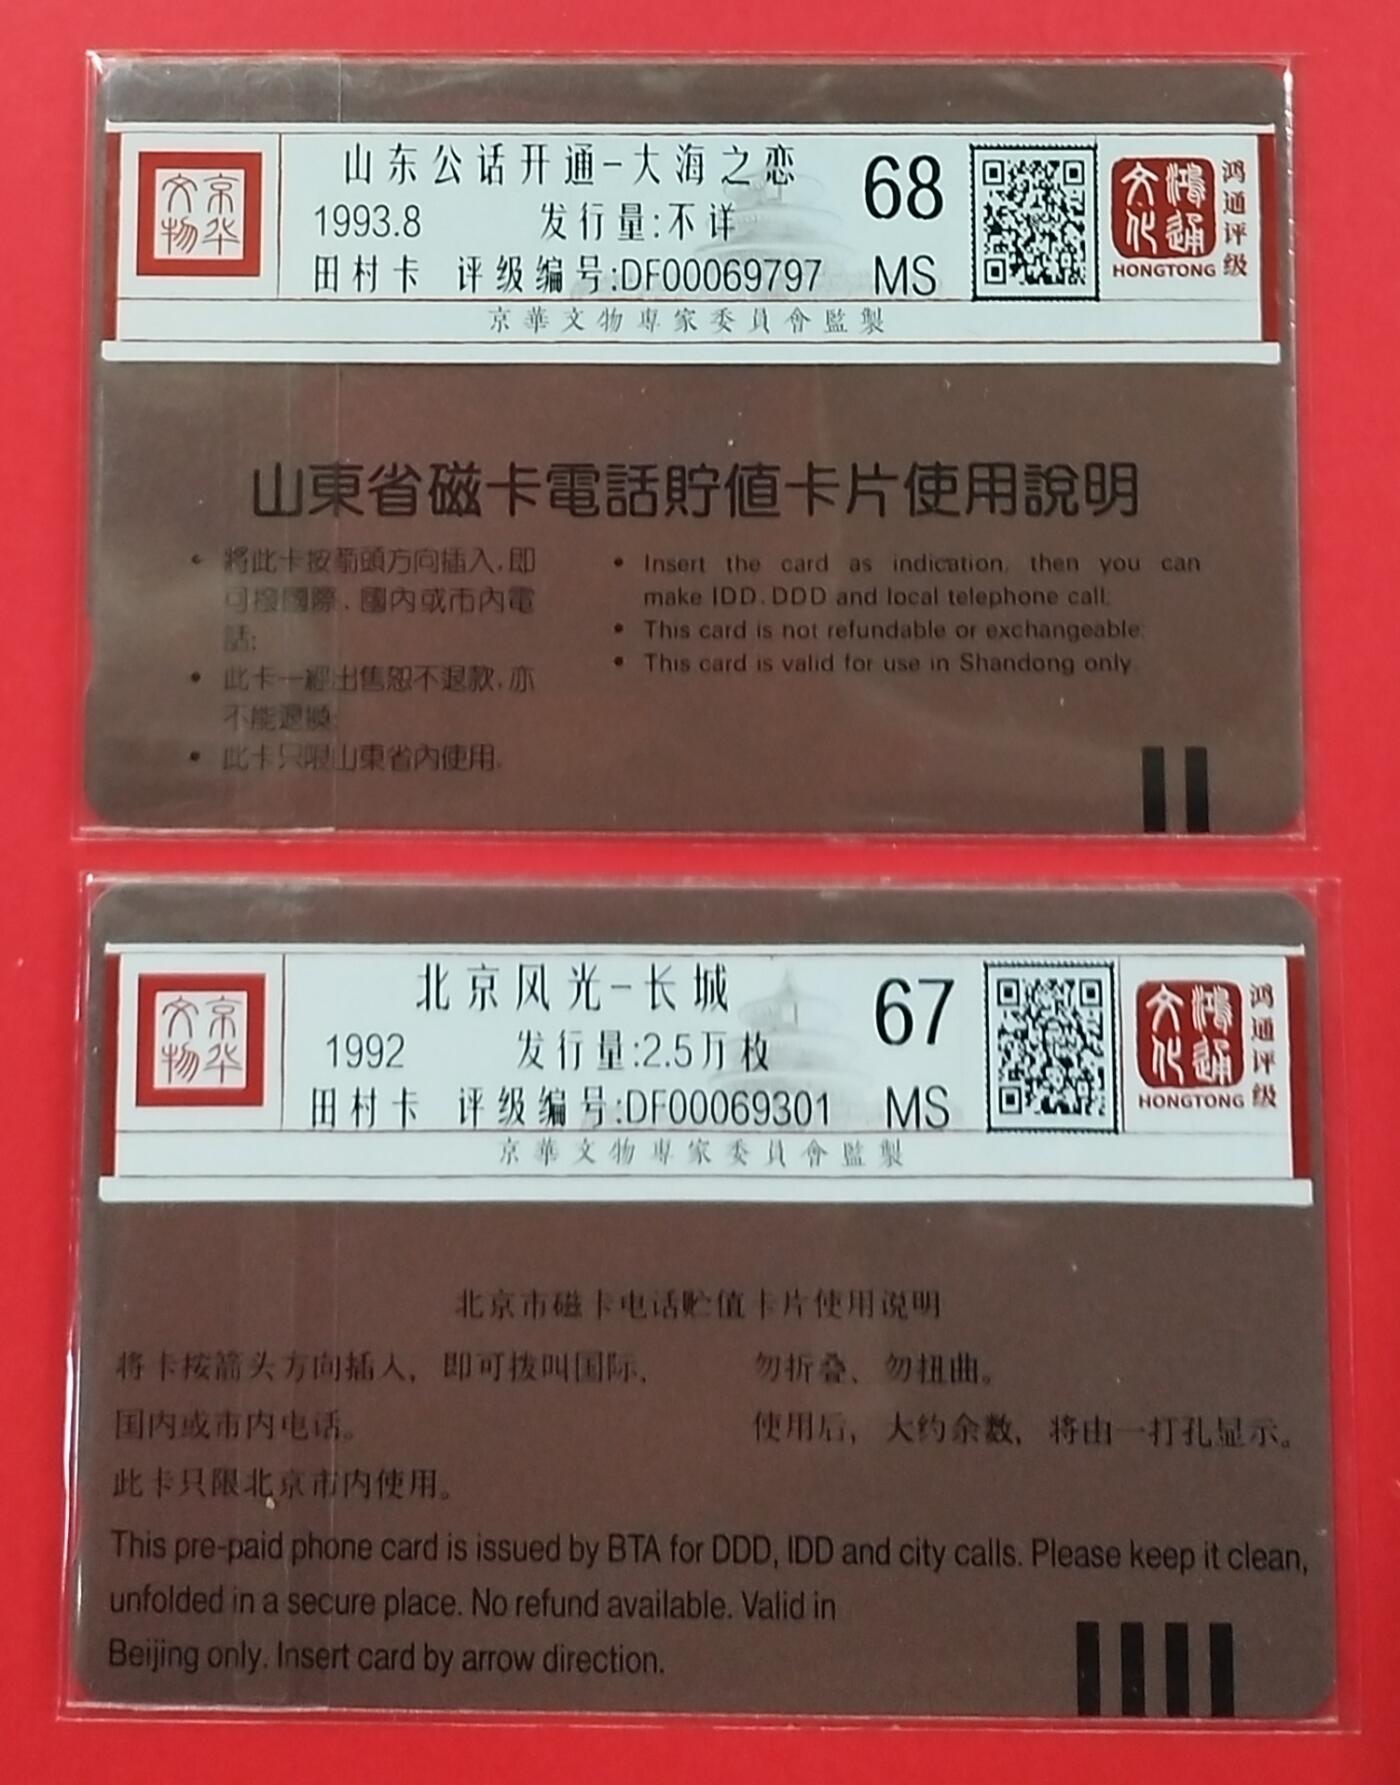 京华文物
山东公话开通-大海之恋
1993.8 发行量:不详
田村卡 评级编号:DF00069797
68
MS
鸿通文化
HONGTONG
鸿通评级
京華文物專家委員會監製
山東省磁卡電話貯值卡片使用說明
• 將此卡按箭頭方向插入,即
可撥國際、國內或市內電
話;
• 此卡一經出售恕不退款,亦
不能退換;
• 此卡只限山東省內使用.
• Insert the card as indication, then you can
make IDD.DDD and local telephone call;
• This card is not refundable or exchangeable;
• This card is valid for use in Shandong only.
京华文物
北京风光-长城
1992 发行量:2.5万枚
田村卡 评级编号:DF00069301
67
MS
鸿通文化
HONGTONG
鸿通评级
京華文物專家委員會監製
北京市磁卡电话贮值卡片使用说明
将卡按箭头方向插入，即可拨叫国际、
国内或市内电话。
此卡只限北京市内使用。
勿折叠、勿扭曲。
使用后，大约余数，将由一打孔显示。
This pre-paid phone card is issued by BTA for DDD, IDD and city calls. Please keep it clean,
unfolded in a secure place. No refund available. Valid in
Beijing only. Insert card by arrow direction.